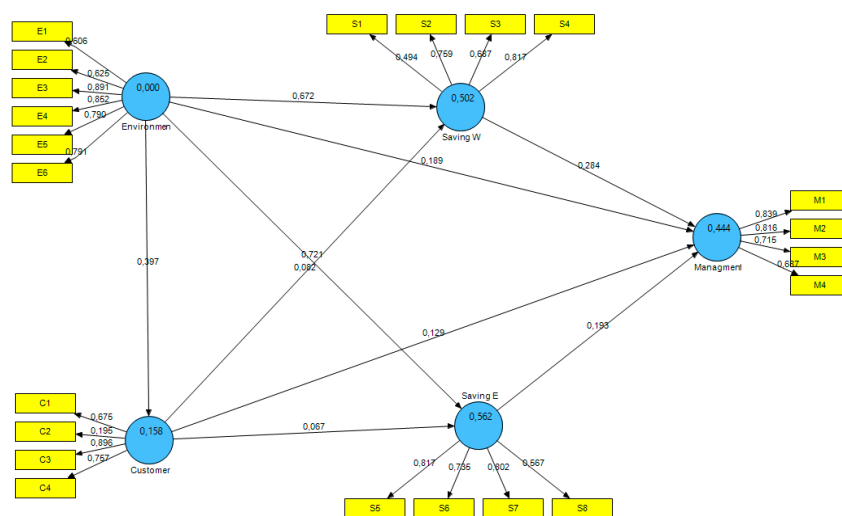 E1
E2
E3
E4
E5
E6
0,606
0,625
0,891
0,852
0,790
0,791
0,000
Environmen
S1
S2
S3
S4
0,494
0,759
0,687
0,817
0,502
Saving W
0,672
0,189
0,284
0,397
0,721
0,082
0,129
0,193
0,067
M1
M2
M3
M4
0,839
0,816
0,715
0,687
0,444
Managment
C1
C2
C3
C4
0,675
0,195
0,896
0,757
0,158
Customer
Saving E
0,562
0,817
0,735
0,802
0,567
S5
S6
S7
S8